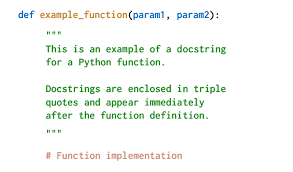 def example_function(param1, param2):
"""
This is an example of a docstring
for a Python function.
Docstrings are enclosed in triple
quotes and appear immediately
after the function definition.
"""
# Function implementation